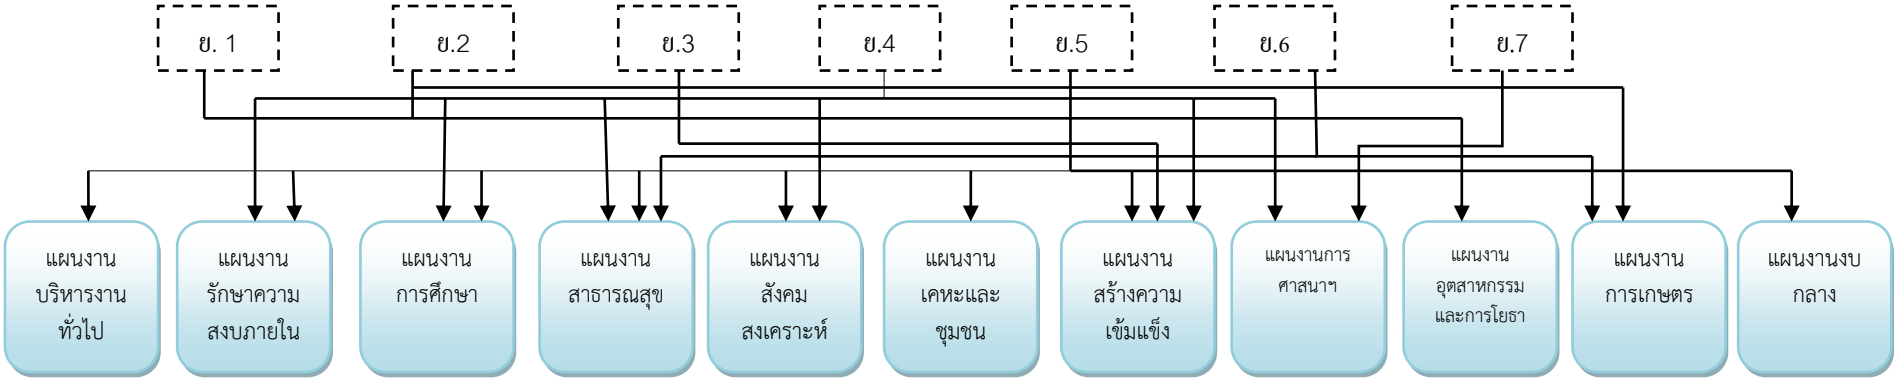 ย. 1
ย.2
ย.3
ย.4
ย.5
ย.6
ย.7
แผนงาน
บริหารงาน
ทั่วไป
แผนงาน
รักษาความ
สงบภายใน
แผนงาน
การศึกษา
แผนงาน
สาธารณสุข
แผนงาน
สังคม
สงเคราะห์
แผนงาน
เคหะและ
ชุมชน
แผนงาน
สร้างความ
เข้มแข็ง
แผนงานการ
ศาสนาฯ
แผนงาน
อุตสาหกรรม
และการโยธา
แผนงาน
การเกษตร
แผนงานงบ
กลาง